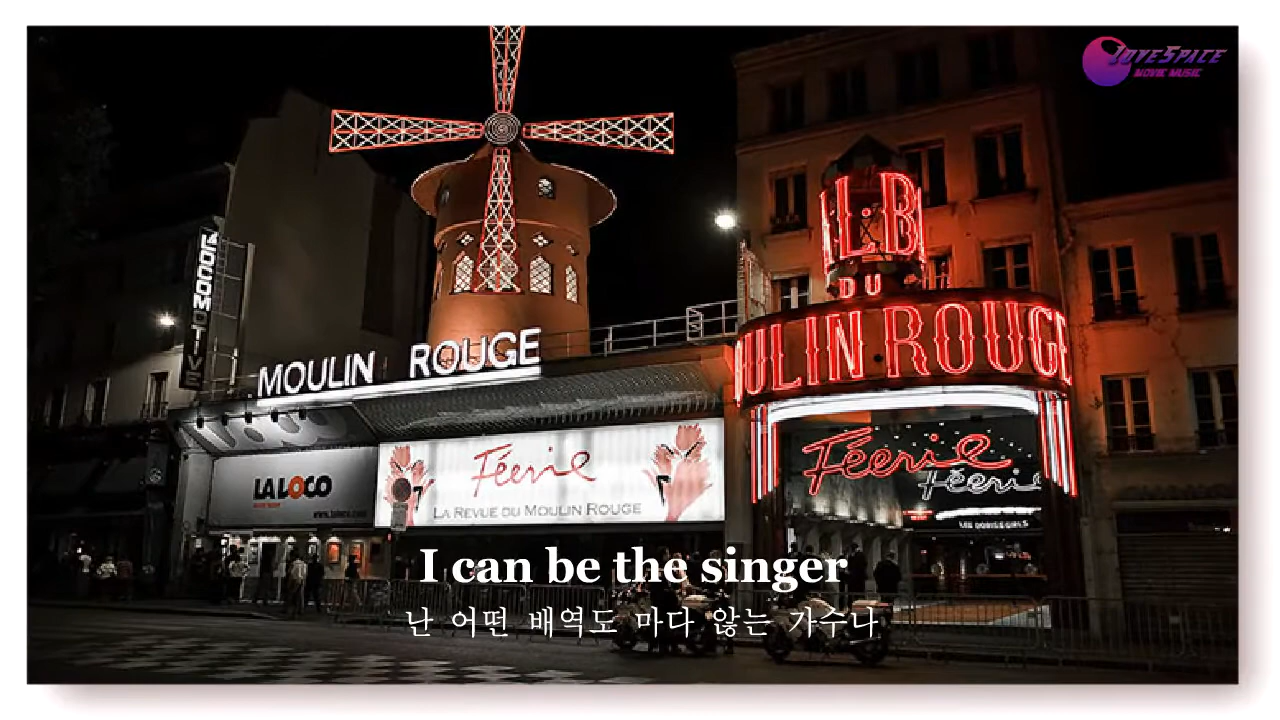 LOVESPACE
MOVIE MUSIC
LOCOMOTIVE
MOULIN ROUGE
LA LOCO
Féerie
LA REVUE DU MOULIN ROUGE
DU
MOULIN ROUGE
Féerie
Féerie
I can be the singer
난 어떤 배역도 마다 않는 가수나